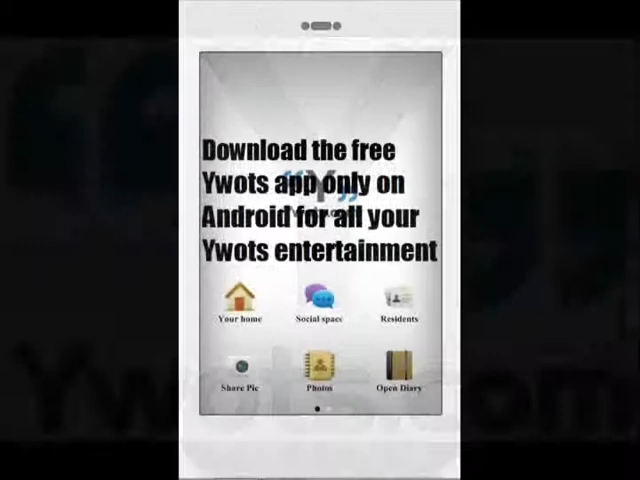 Download the free
Ywots app only on
Android for all your
Ywots entertainment
Your home
Social space
Residents
Share Pic
Photos
Open Diary